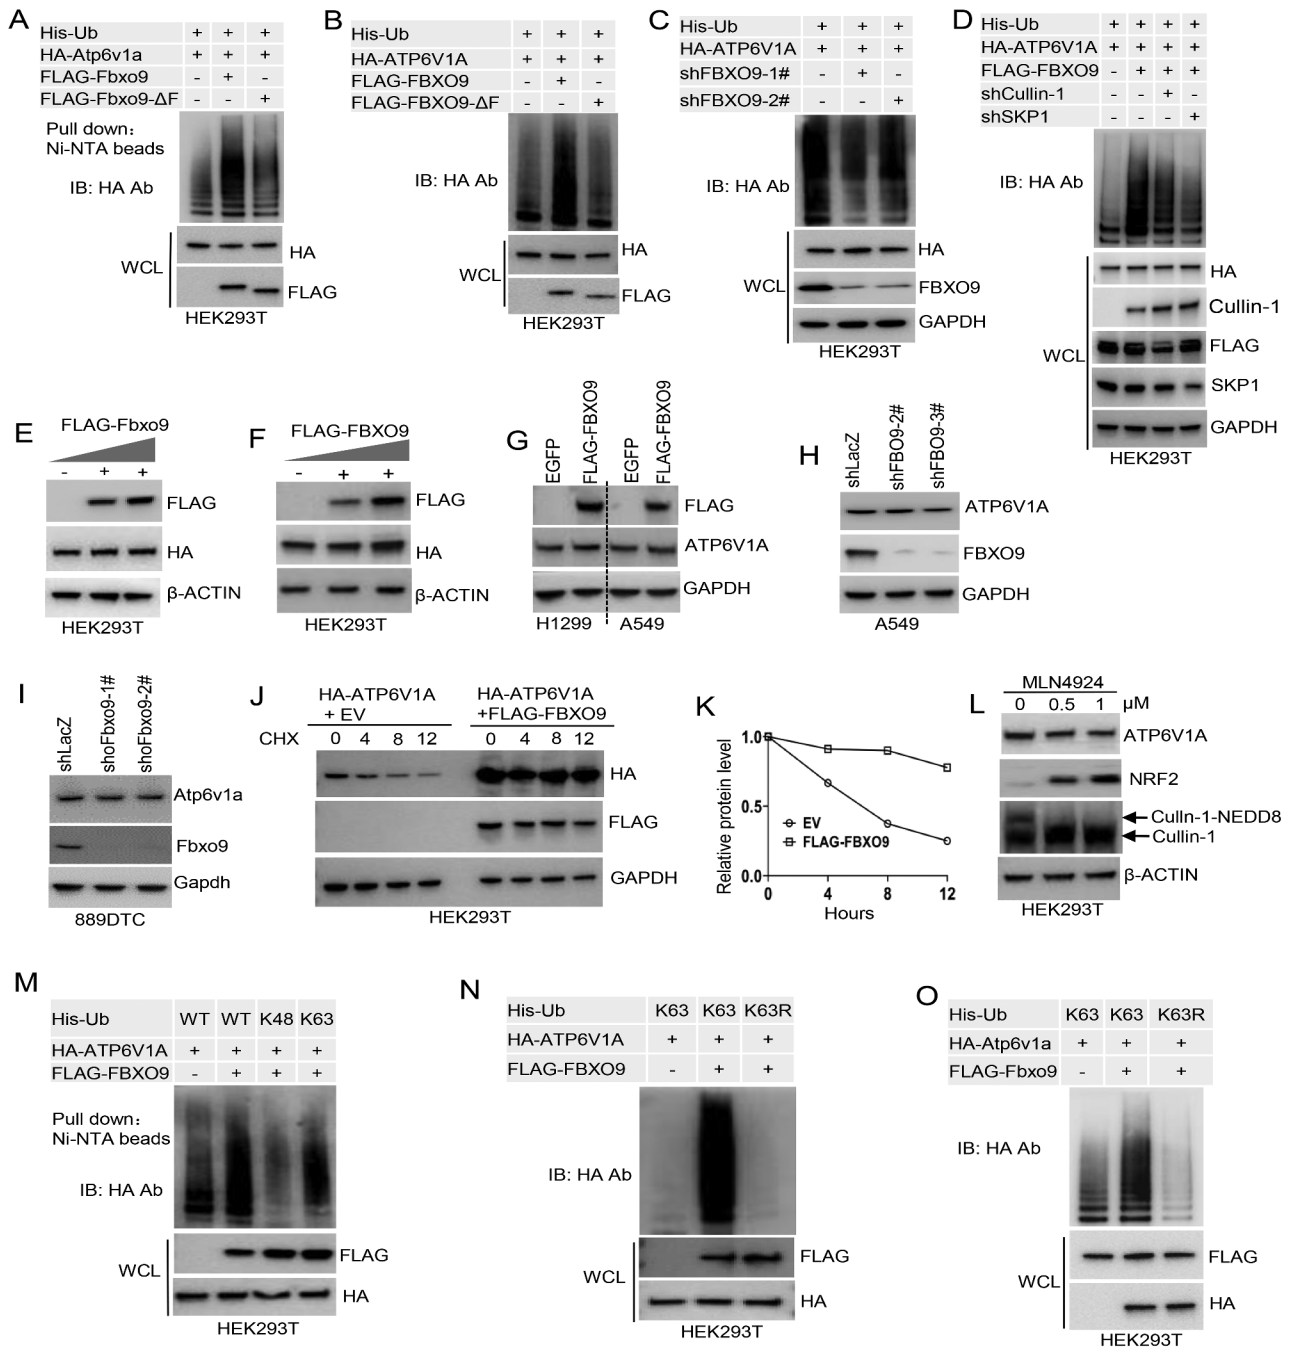 A
His-Ub + + +
HA-Atp6v1a + + +
FLAG-Fbxo9 - + -
FLAG-Fbxo9-ΔF - - +
Pull down:
Ni-NTA beads
IB: HA Ab
HA
WCL
FLAG
HEK293T
B
His-Ub + + +
HA-ATP6V1A + + +
FLAG-FBXO9 - + -
FLAG-FBXO9-ΔF - - +
IB: HA Ab
HA
WCL
FLAG
HEK293T
C
His-Ub + + +
HA-ATP6V1A + + +
shFBXO9-1# - + -
shFBXO9-2# - - +
IB: HA Ab
HA
WCL
FBXO9
GAPDH
HEK293T
D
His-Ub + + + +
HA-ATP6V1A + + + +
FLAG-FBXO9 - + + +
shCullin-1 - - + -
shSKP1 - - - +
IB: HA Ab
HA
Cullin-1
WCL
FLAG
SKP1
GAPDH
HEK293T
E
FLAG-Fbxo9
- + +
FLAG
HA
β-ACTIN
HEK293T
F
FLAG-FBXO9
- + +
FLAG
HA
β-ACTIN
HEK293T
G
EGFP
FLAG-FBXO9
EGFP
FLAG-FBXO9
FLAG
ATP6V1A
GAPDH
H1299 A549
H
shLacZ
shFBO9-2#
shFBO9-3#
ATP6V1A
FBXO9
GAPDH
A549
I
shLacZ
shoFbxo9-1#
shoFbxo9-2#
Atp6v1a
Fbxo9
Gapdh
889DTC
J
HA-ATP6V1A
+ EV
HA-ATP6V1A
+FLAG-FBXO9
CHX 0 4 8 12 0 4 8 12
HA
FLAG
GAPDH
HEK293T
K
Relative protein level
1.0
0.5
0.0
EV
FLAG-FBXO9
0 4 8 12
Hours
L
MLN4924
0 0.5 1 μM
ATP6V1A
NRF2
Culln-1-NEDD8
Cullin-1
β-ACTIN
HEK293T
M
His-Ub WT WT K48 K63
HA-ATP6V1A + + + +
FLAG-FBXO9 - + + +
Pull down:
Ni-NTA beads
IB: HA Ab
FLAG
WCL
HA
HEK293T
N
His-Ub K63 K63 K63R
HA-ATP6V1A + + +
FLAG-FBXO9 - + +
IB: HA Ab
FLAG
WCL
HA
HEK293T
O
His-Ub K63 K63 K63R
HA-Atp6v1a + + +
FLAG-Fbxo9 - + +
IB: HA Ab
FLAG
WCL
HA
HEK293T